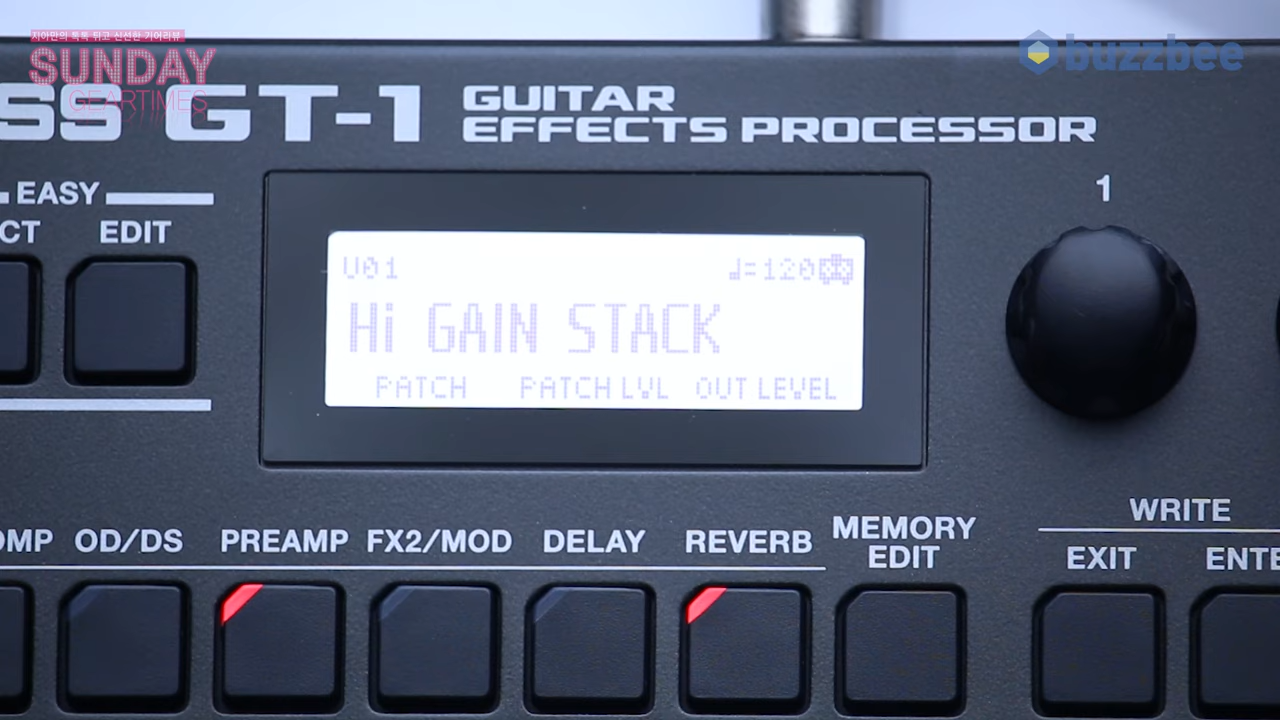 지아만의 톡톡 튀고 신선한 기어리뷰
SUNDAY
GEARTIMES
buzzbee
SS GT-1
GUITAR
EFFECTS PROCESSOR
EASY
CT
EDIT
1
U01
♩=120
Hi GAIN STACK
PATCH
PATCH LVL
OUT LEVEL
OMP
OD/DS
PREAMP
FX2/MOD
DELAY
REVERB
MEMORY
EDIT
WRITE
EXIT
ENTE